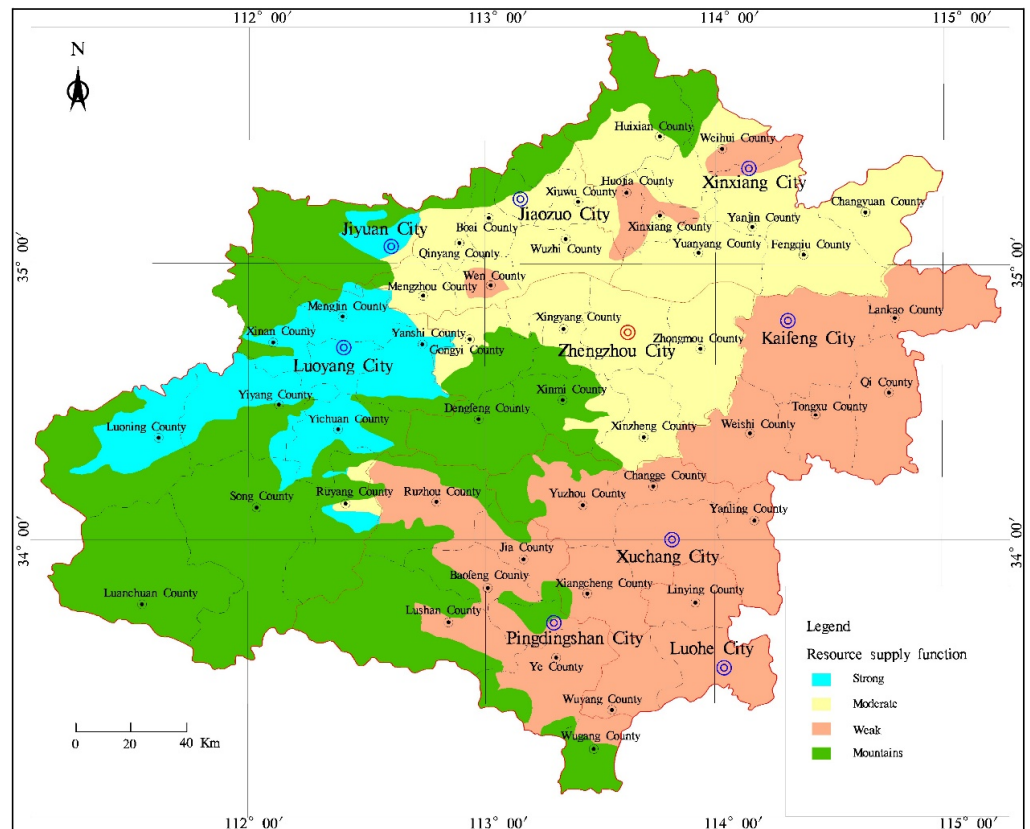 112° 00′
113° 00′
114° 00′
115° 00′
N
Huixian County
Weihui County
Xinxiang City
Huojia County
Xiuwu County
Jiaozuo City
Changyuan County
Jiyuan City
Boai County
Xinxiang County
Yanjin County
Qinyang County
Wuzhi County
Yuanyang County
Fengqiu County
35° 00′
35° 00′
Wen County
Mengzhou County
Mengjin County
Lankao County
Xinan County
Yanshi County
Xingyang County
Kaifeng City
Gongyi County
Zhengzhou City
Zhongmou County
Luoyang City
Qi County
Yiyang County
Xinmi County
Dengfeng County
Tongxu County
Luoning County
Yichuan County
Xinzheng County
Weishi County
Changge County
Song County
Ruyang County
Ruzhou County
Yuzhou County
Yanling County
34° 00′
34° 00′
Jia County
Xuchang City
Baofeng County
Xiangcheng County
Linying County
Luanchuan County
Lushan County
Pingdingshan City
Luohe City
Ye County
Wuyang County
Wugang County
Legend
Resource supply function
Strong
Moderate
Weak
Mountains
0 20 40 Km
112° 00′
113° 00′
114° 00′
115° 00′